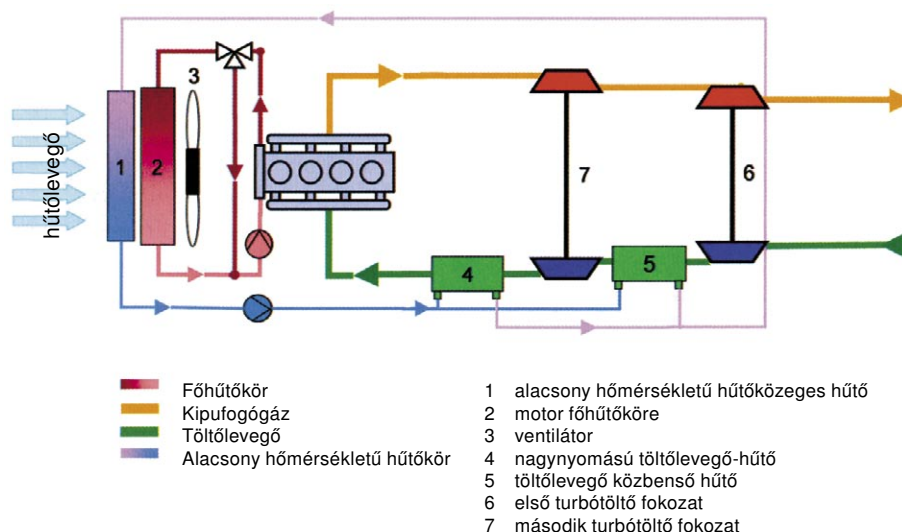 3
hűtőlevegő
1
2
7
6
4
5
Főhűtőkör
Kipufogógáz
Töltőlevegő
Alacsony hőmérsékletű hűtőkör
1 alacsony hőmérsékletű hűtőközeges hűtő
2 motor főhűtőköre
3 ventilátor
4 nagynyomású töltőlevegő-hűtő
5 töltőlevegő közbenső hűtő
6 első turbótöltő fokozat
7 második turbótöltő fokozat